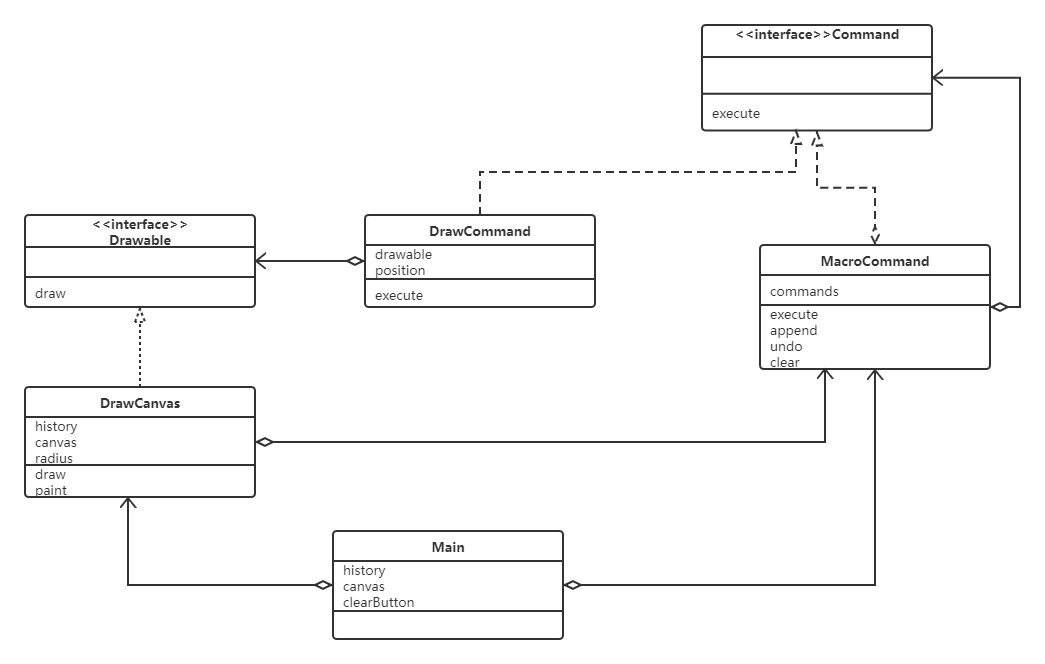 <<interface>>Command
execute
<<interface>>
Drawable
draw
DrawCommand
drawable
position
execute
MacroCommand
commands
execute
append
undo
clear
DrawCanvas
history
canvas
radius
draw
paint
Main
history
canvas
clearButton